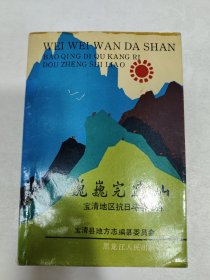 WEI WEI WAN DA SHAN
BAO QING DI QU KANG RI
DOU ZHENG SHI LIAO
巍巍完达山
宝清地区抗日斗争史料
宝清县地方志编纂委员会
黑龙江人民出版社